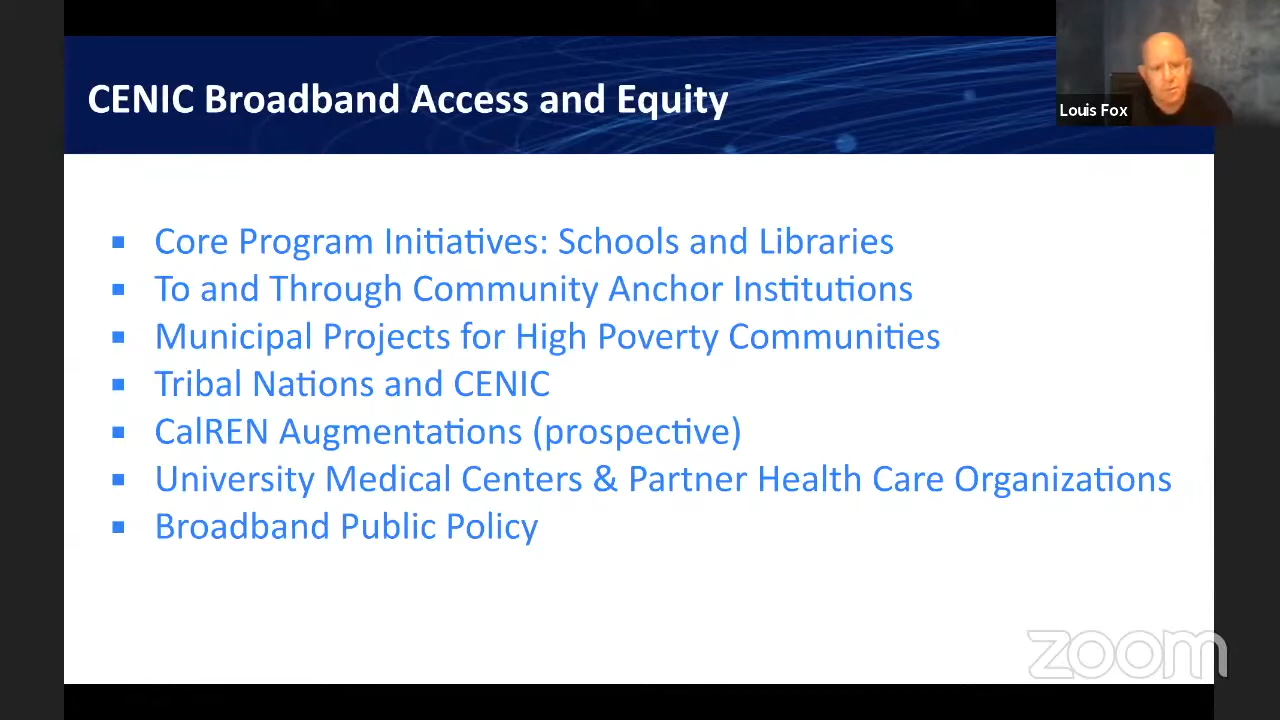 CENIC Broadband Access and Equity
Louis Fox
Core Program Initiatives: Schools and Libraries
To and Through Community Anchor Institutions
Municipal Projects for High Poverty Communities
Tribal Nations and CENIC
CalREN Augmentations (prospective)
University Medical Centers & Partner Health Care Organizations
Broadband Public Policy
zoom